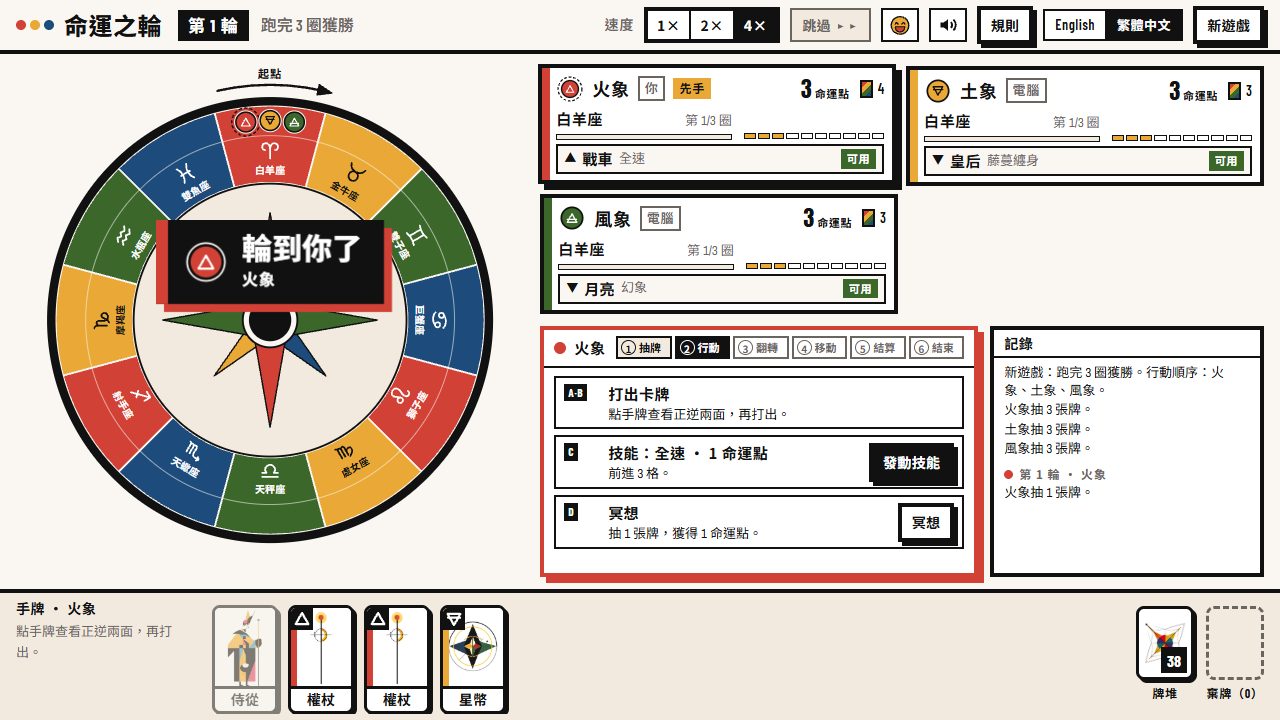 命運之輪
第 1 輪
跑完 3 圈獲勝
速度
1×
2×
4×
跳過
規則
English
繁體中文
新遊戲
起點
白羊座
金牛座
雙子座
巨蟹座
獅子座
處女座
天秤座
天蠍座
射手座
摩羯座
水瓶座
雙魚座
輪到你了
火象
火象
你
先手
3 命運點
4
白羊座
第 1/3 圈
▲ 戰車 全速
可用
土象
電腦
3 命運點
3
白羊座
第 1/3 圈
▼ 皇后 藤蔓纏身
可用
風象
電腦
3 命運點
3
白羊座
第 1/3 圈
▼ 月亮 幻象
可用
火象
1 抽牌
2 行動
3 翻轉
4 移動
5 結算
6 結束
A-B
打出卡牌
點手牌查看正逆兩面，再打出。
C
技能：全速 · 1 命運點
前進 3 格。
發動技能
D
冥想
抽 1 張牌，獲得 1 命運點。
冥想
記錄
新遊戲：跑完 3 圈獲勝。行動順序：火
象、土象、風象。
火象抽 3 張牌。
土象抽 3 張牌。
風象抽 3 張牌。
第 1 輪 · 火象
火象抽 1 張牌。
手牌 · 火象
點手牌查看正逆兩面，再打
出。
侍從
權杖
權杖
星幣
38
牌堆
棄牌（0）